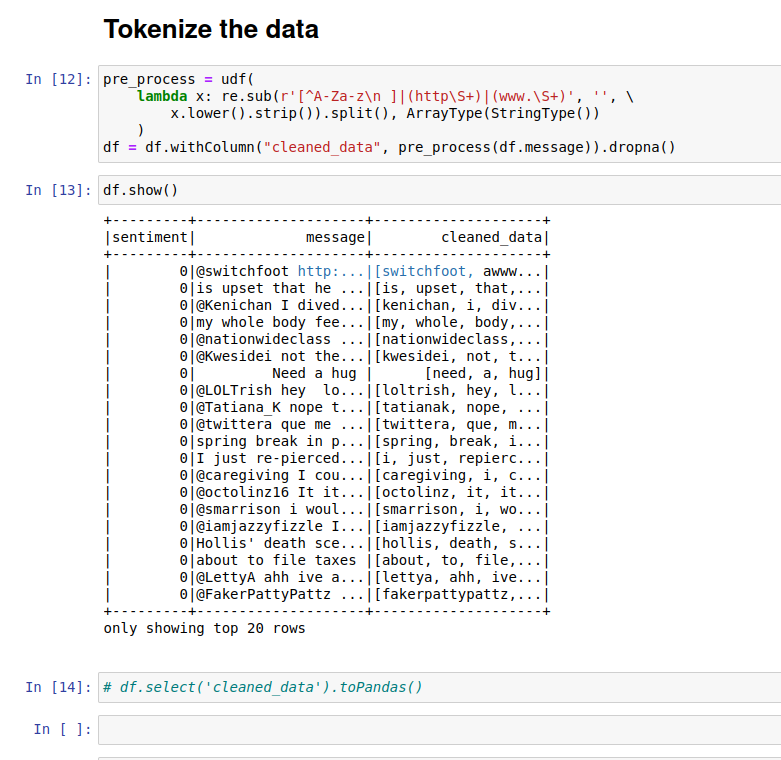 Tokenize the data
In [12]: pre_process = udf(
    lambda x: re.sub(r'[^A-Za-z\n ]|(http\S+)|(www.\S+)', '', \
        x.lower().strip()).split(), ArrayType(StringType())
    )
df = df.withColumn("cleaned_data", pre_process(df.message)).dropna()
In [13]: df.show()
+---------+--------------------+--------------------+
|sentiment|             message|        cleaned_data|
+---------+--------------------+--------------------+
|        0|@switchfoot http:...|[switchfoot, awww...|
|        0|is upset that he ...|[is, upset, that,...|
|        0|@Kenichan I dived...|[kenichan, i, div...|
|        0|my whole body fee...|[my, whole, body,...|
|        0|@nationwideclass ...|[nationwideclass,...|
|        0|@Kwesidei not the...|[kwesidei, not, t...|
|        0|         Need a hug |      [need, a, hug]|
|        0|@LOLTrish hey  lo...|[loltrish, hey, l...|
|        0|@Tatiana_K nope t...|[tatianak, nope, ...|
|        0|@twittera que me ...|[twittera, que, m...|
|        0|spring break in p...|[spring, break, i...|
|        0|I just re-pierced...|[i, just, repierc...|
|        0|@caregiving I cou...|[caregiving, i, c...|
|        0|@octolinz16 It it...|[octolinz, it, it...|
|        0|@smarrison i woul...|[smarrison, i, wo...|
|        0|@iamjazzyfizzle I...|[iamjazzyfizzle, ...|
|        0|Hollis' death sce...|[hollis, death, s...|
|        0|about to file taxes |[about, to, file,...|
|        0|@LettyA ahh ive a...|[lettya, ahh, ive...|
|        0|@FakerPattyPattz ...|[fakerpattypattz,...|
+---------+--------------------+--------------------+
only showing top 20 rows
In [14]: # df.select('cleaned_data').toPandas()
In [ ]: